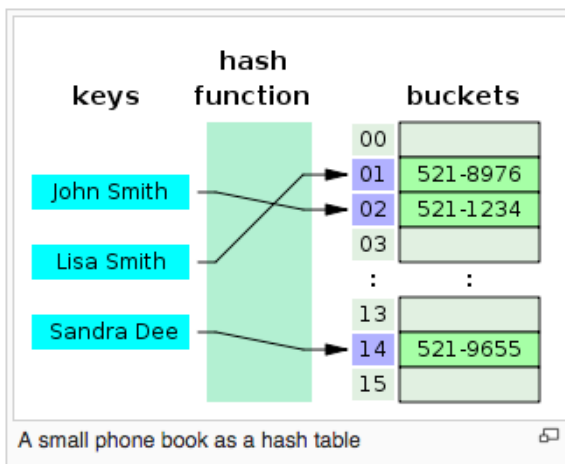 hash
keys function buckets
00
01 521-8976
John Smith 02 521-1234
03
Lisa Smith
: :
13
Sandra Dee 14 521-9655
15
A small phone book as a hash table